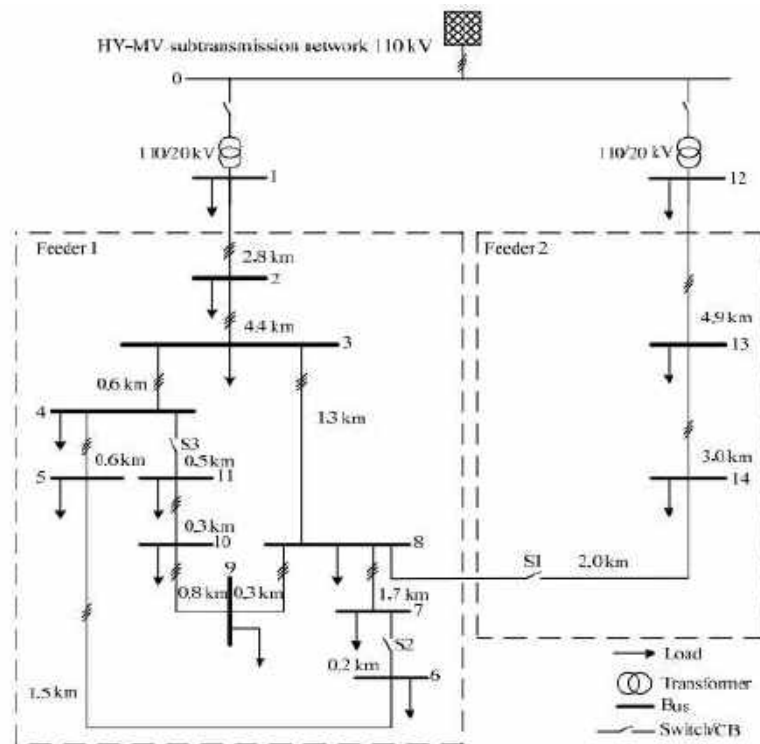 HV-MV subtransmission network 110 kV
0
110/20 kV
110/20 kV
1
12
Feeder 1
Feeder 2
2.8 km
2
4.9 km
4.4 km
3
13
0.6 km
4
1.3 km
S3
0.6 km
0.5 km
3.0 km
5
11
14
0.3 km
10
8
9
S1
2.0 km
0.8 km
0.3 km
1.7 km
7
S2
0.2 km
6
1.5 km
Load
Transformer
Bus
Switch/CB